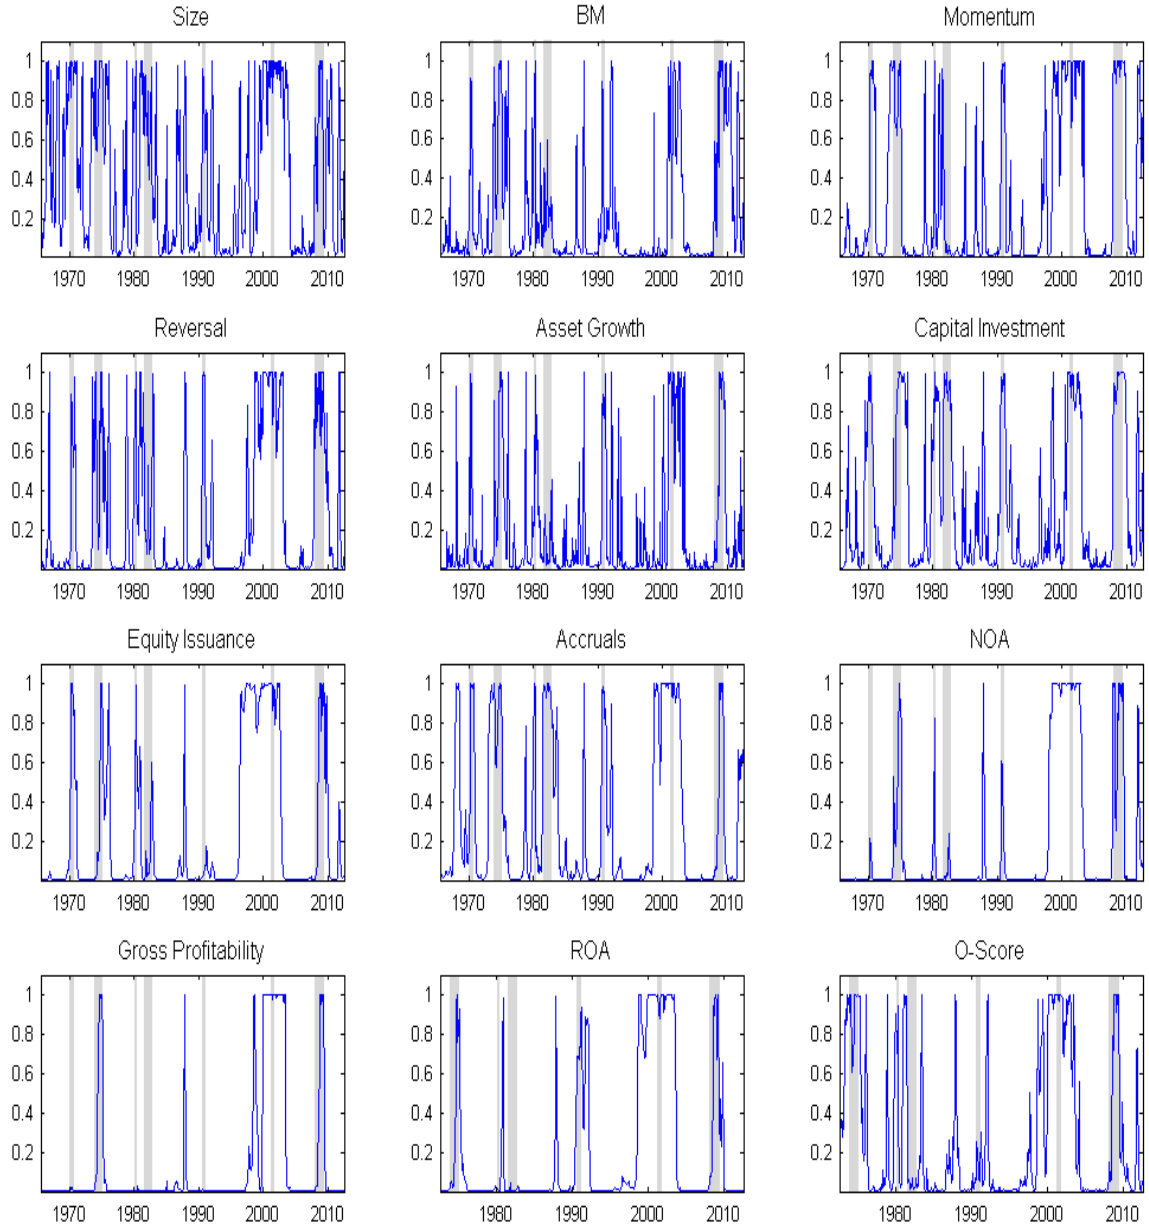 Size BM Momentum
1 1 1
0.8 0.8 0.8
0.6 0.6 0.6
0.4 0.4 0.4
0.2 0.2 0.2
1970 1980 1990 2000 2010 1970 1980 1990 2000 2010 1970 1980 1990 2000 2010
Reversal Asset Growth Capital Investment
1 1 1
0.8 0.8 0.8
0.6 0.6 0.6
0.4 0.4 0.4
0.2 0.2 0.2
1970 1980 1990 2000 2010 1970 1980 1990 2000 2010 1970 1980 1990 2000 2010
Equity Issuance Accruals NOA
1 1 1
0.8 0.8 0.8
0.6 0.6 0.6
0.4 0.4 0.4
0.2 0.2 0.2
1970 1980 1990 2000 2010 1970 1980 1990 2000 2010 1970 1980 1990 2000 2010
Gross Profitability ROA O-Score
1 1 1
0.8 0.8 0.8
0.6 0.6 0.6
0.4 0.4 0.4
0.2 0.2 0.2
1970 1980 1990 2000 2010 1980 1990 2000 2010 1980 1990 2000 2010